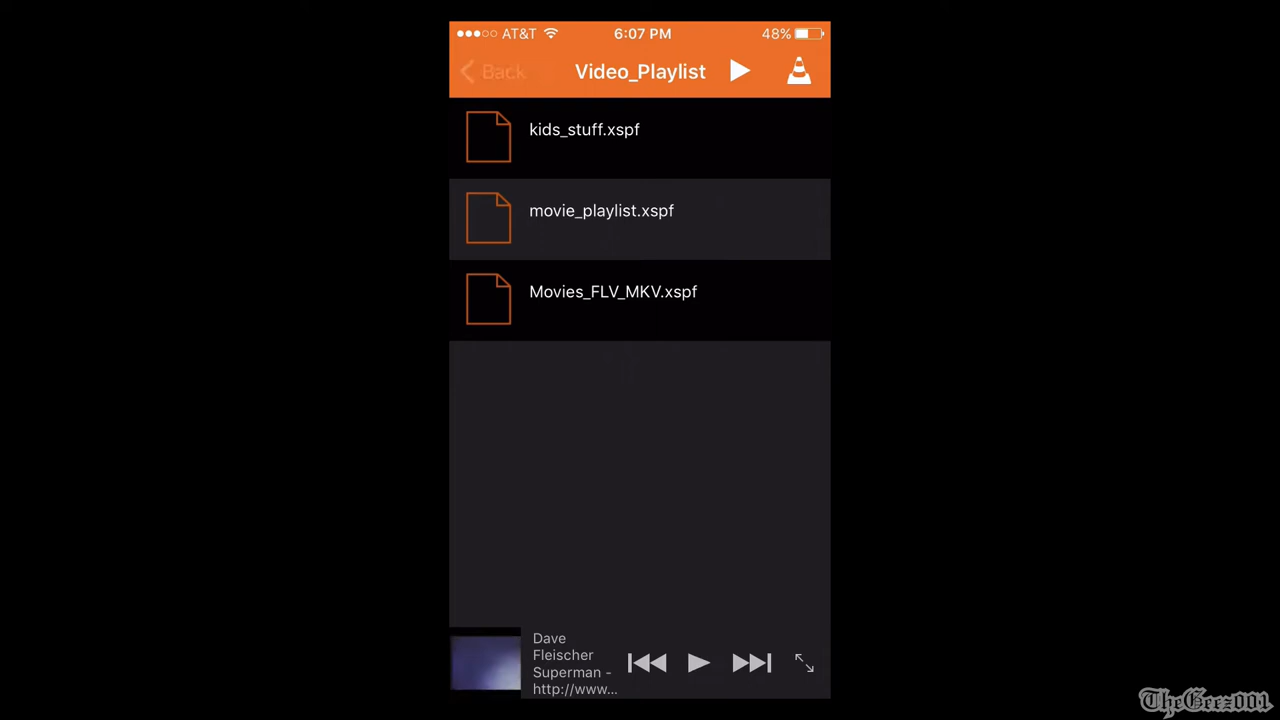 AT&T 6:07 PM 48%
Back Video_Playlist
kids_stuff.xspf
movie_playlist.xspf
Movies_FLV_MKV.xspf
Dave
Fleischer
Superman -
http://www...
TheGeez001